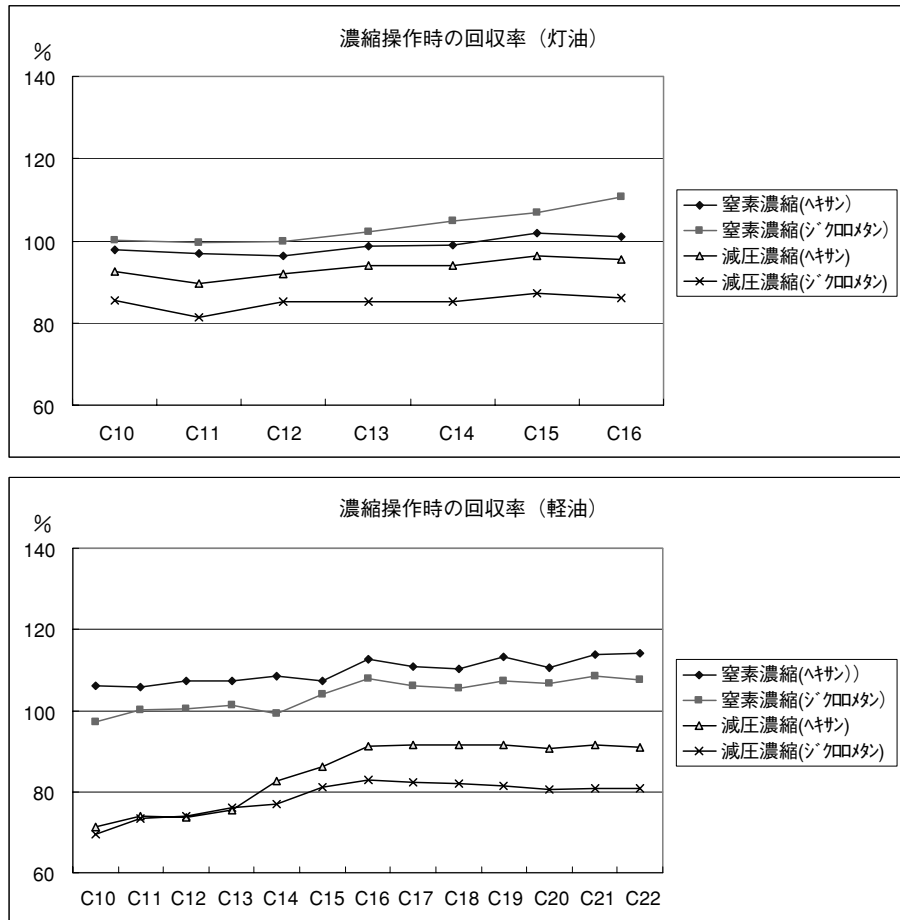 濃縮操作時の回収率（灯油）
％
140
120
100
80
60
C10 C11 C12 C13 C14 C15 C16
窒素濃縮(ﾍｷｻﾝ）
窒素濃縮(ｼﾞｸﾛﾛﾒﾀﾝ）
減圧濃縮(ﾍｷｻﾝ)
減圧濃縮(ｼﾞｸﾛﾛﾒﾀﾝ)
濃縮操作時の回収率（軽油）
％
140
120
100
80
60
C10 C11 C12 C13 C14 C15 C16 C17 C18 C19 C20 C21 C22
窒素濃縮(ﾍｷｻﾝ)）
窒素濃縮(ｼﾞｸﾛﾛﾒﾀﾝ）
減圧濃縮(ﾍｷｻﾝ)
減圧濃縮(ｼﾞｸﾛﾛﾒﾀﾝ)